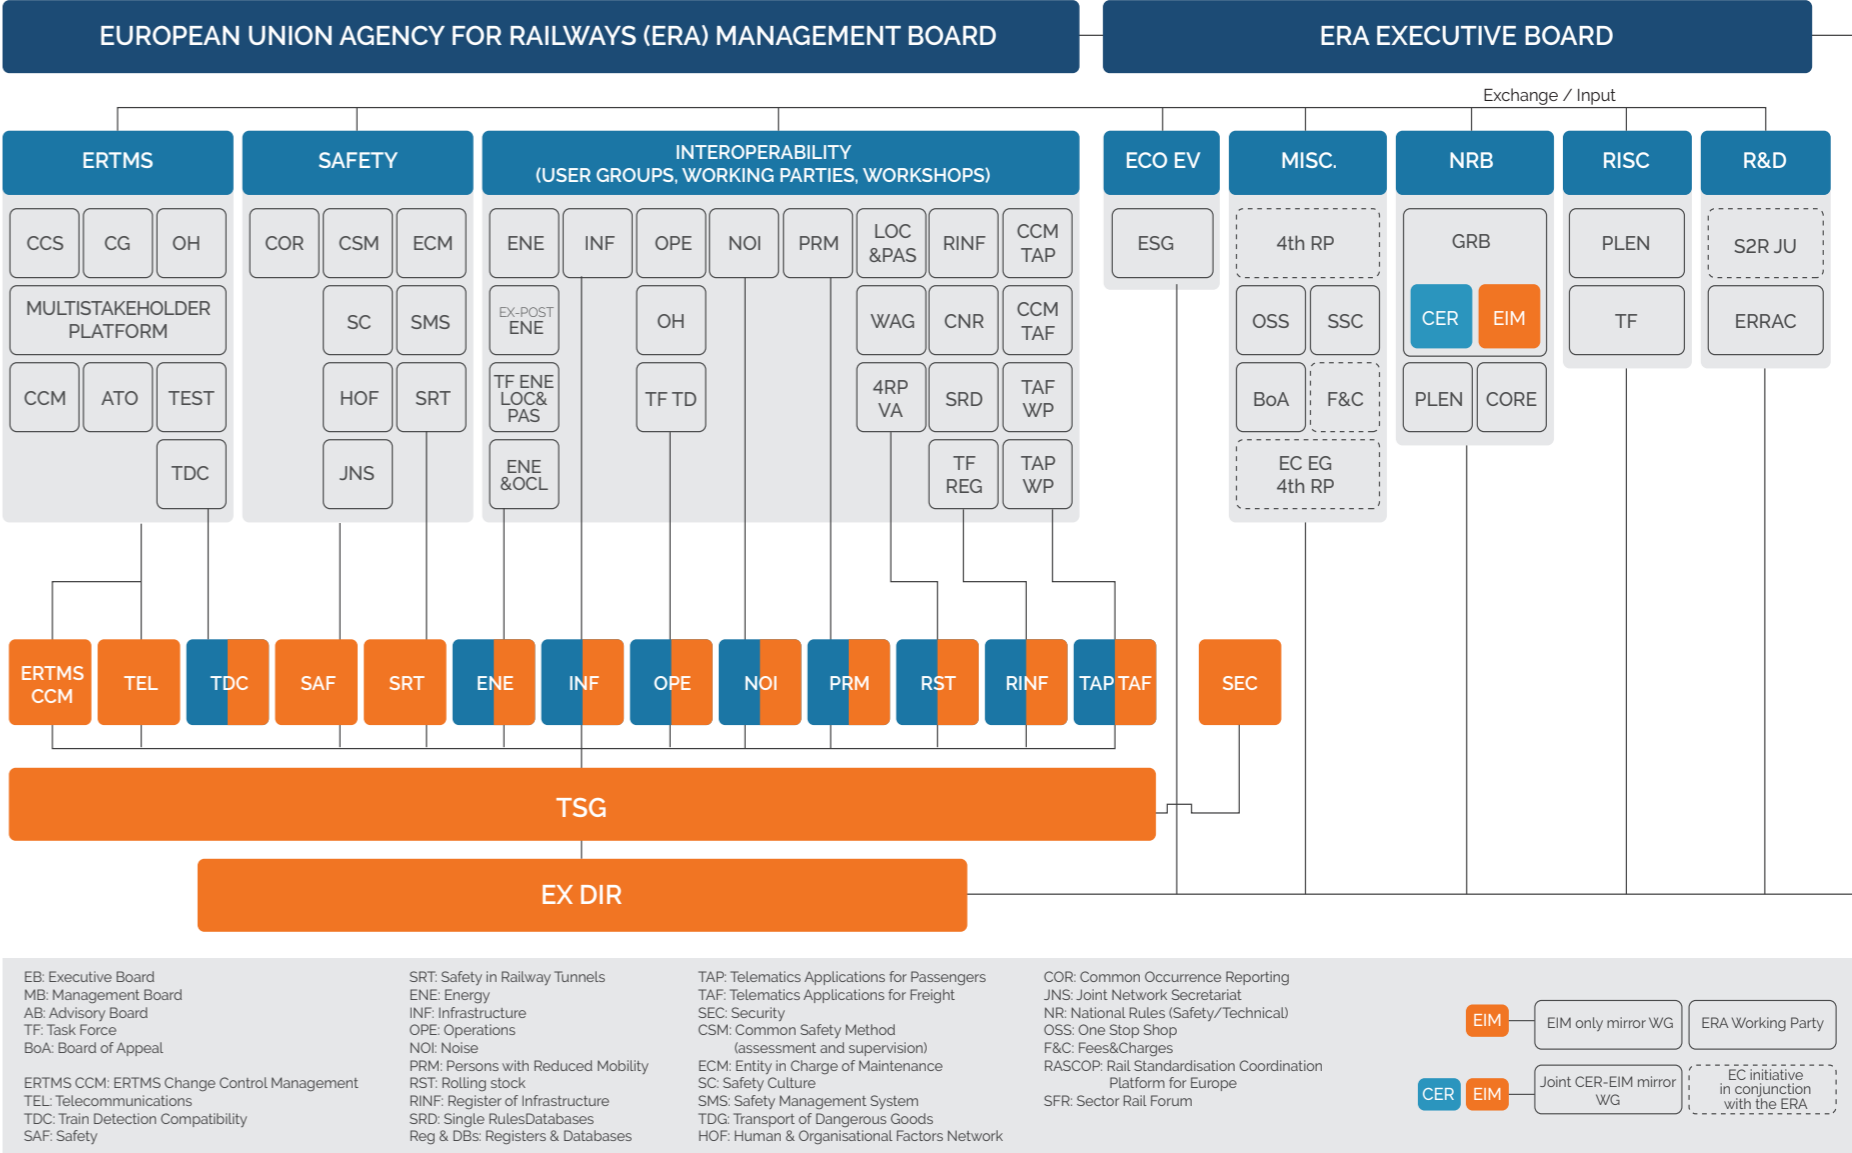 EUROPEAN UNION AGENCY FOR RAILWAYS (ERA) MANAGEMENT BOARD
ERA EXECUTIVE BOARD
Exchange / Input
ERTMS
SAFETY
INTEROPERABILITY
(USER GROUPS, WORKING PARTIES, WORKSHOPS)
ECO EV
MISC.
NRB
RISC
R&D
CCS
CG
OH
MULTISTAKEHOLDER
PLATFORM
CCM
ATO
TEST
TDC
COR
CSM
ECM
SC
SMS
HOF
SRT
JNS
ENE
INF
OPE
NOI
PRM
LOC
&PAS
RINF
CCM
TAP
EX-POST
ENE
OH
WAG
CNR
CCM
TAF
TF ENE
LOC&
PAS
TF TD
4RP
VA
SRD
TAF
WP
ENE
&OCL
TF
REG
TAP
WP
ESG
4th RP
OSS
SSC
BoA
F&C
EC EG
4th RP
GRB
CER
EIM
PLEN
CORE
PLEN
TF
S2R JU
ERRAC
ERTMS
CCM
TEL
TDC
SAF
SRT
ENE
INF
OPE
NOI
PRM
RST
RINF
TAP TAF
SEC
TSG
EX DIR
EB: Executive Board
MB: Management Board
AB: Advisory Board
TF: Task Force
BoA: Board of Appeal
ERTMS CCM: ERTMS Change Control Management
TEL: Telecommunications
TDC: Train Detection Compatibility
SAF: Safety
SRT: Safety in Railway Tunnels
ENE: Energy
INF: Infrastructure
OPE: Operations
NOI: Noise
PRM: Persons with Reduced Mobility
RST: Rolling stock
RINF: Register of Infrastructure
SRD: Single RulesDatabases
Reg & DBs: Registers & Databases
TAP: Telematics Applications for Passengers
TAF: Telematics Applications for Freight
SEC: Security
CSM: Common Safety Method
(assessment and supervision)
ECM: Entity in Charge of Maintenance
SC: Safety Culture
SMS: Safety Management System
TDG: Transport of Dangerous Goods
HOF: Human & Organisational Factors Network
COR: Common Occurrence Reporting
JNS: Joint Network Secretariat
NR: National Rules (Safety/Technical)
OSS: One Stop Shop
F&C: Fees&Charges
RASCOP: Rail Standardisation Coordination
Platform for Europe
SFR: Sector Rail Forum
EIM
EIM only mirror WG
ERA Working Party
CER
EIM
Joint CER-EIM mirror
WG
EC initiative
in conjunction
with the ERA